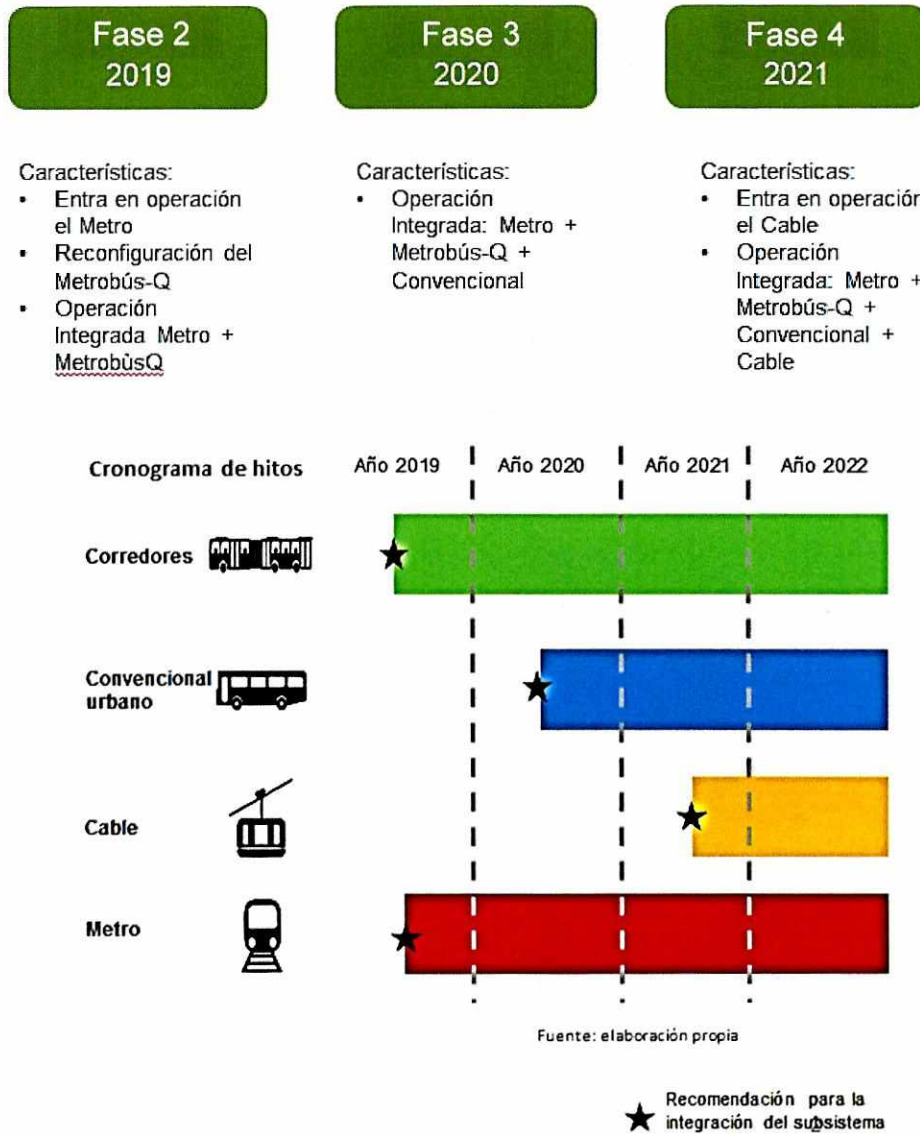 Fase 2
2019
Fase 3
2020
Fase 4
2021
Características:
• Entra en operación
el Metro
• Reconfiguración del
Metrobús-Q
• Operación
Integrada Metro +
MetrobùsQ
Características:
• Operación
Integrada: Metro +
Metrobús-Q +
Convencional
Características:
• Entra en operación
el Cable
• Operación
Integrada: Metro +
Metrobús-Q +
Convencional +
Cable
Cronograma de hitos
Año 2019
Año 2020
Año 2021
Año 2022
Corredores
Convencional
urbano
Cable
Metro
Fuente: elaboración propia
Recomendación para la
integración del subsistema